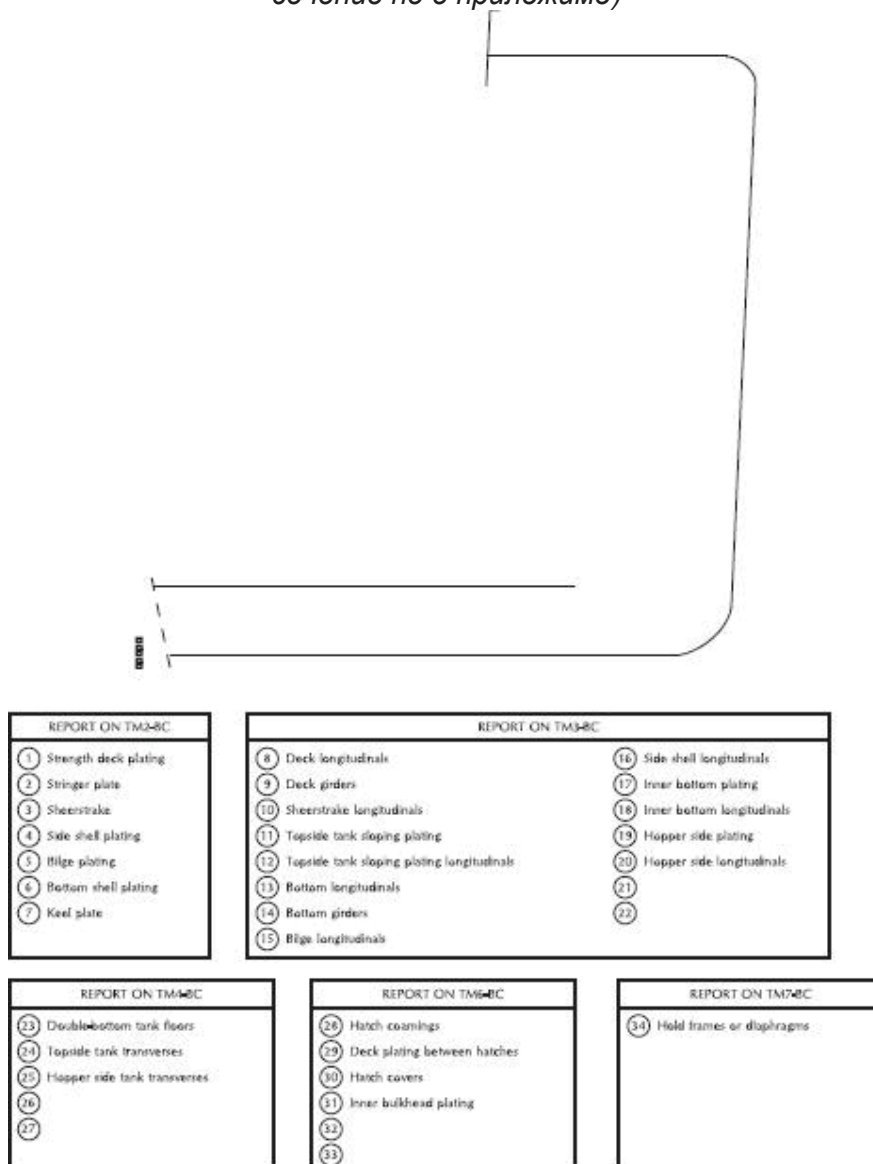 REPORT ON TM2-BC
1 Strength deck plating
2 Stringer plate
3 Sheerstrake
4 Side shell plating
5 Bilge plating
6 Bottom shell plating
7 Keel plate
REPORT ON TM3-BC
8 Deck longitudinals
9 Deck girders
10 Sheerstrake longitudinals
11 Topside tank sloping plating
12 Topside tank sloping plating longitudinals
13 Bottom longitudinals
14 Bottom girders
15 Bilge longitudinals
16 Side shell longitudinals
17 Inner bottom plating
18 Inner bottom longitudinals
19 Hopper side plating
20 Hopper side longitudinals
21
22
REPORT ON TM4-BC
23 Double-bottom tank floors
24 Topside tank transverses
25 Hopper side tank transverses
26
27
REPORT ON TM6-BC
28 Hatch coamings
29 Deck plating between hatches
30 Hatch covers
31 Inner bulkhead plating
32
33
REPORT ON TM7-BC
34 Hold frames or diaphragms